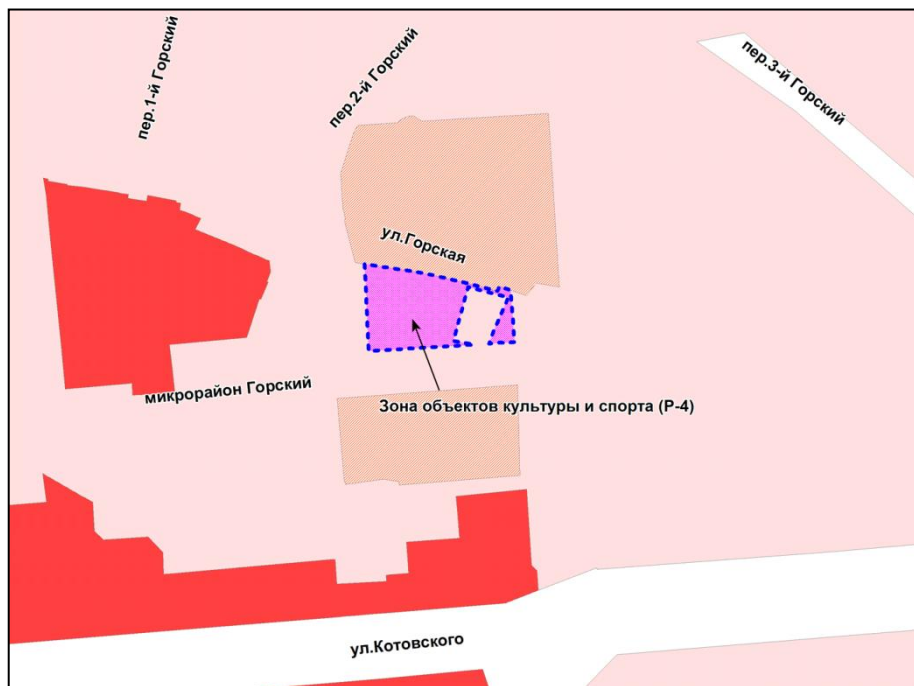 пер.1-й Горский
пер.2-й Горский
пер.3-й Горский
ул.Горская
микрорайон Горский
Зона объектов культуры и спорта (Р-4)
ул.Котовского